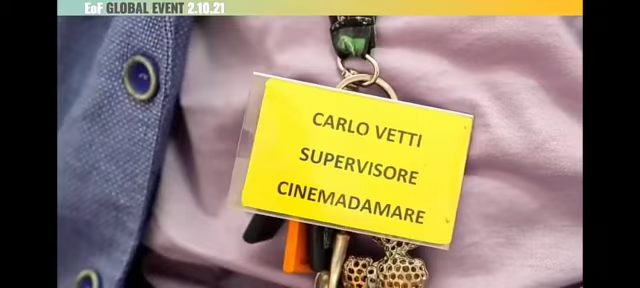 EoF GLOBAL EVENT 2.10.21
CARLO VETTI
SUPERVISORE
CINEMADAMARE